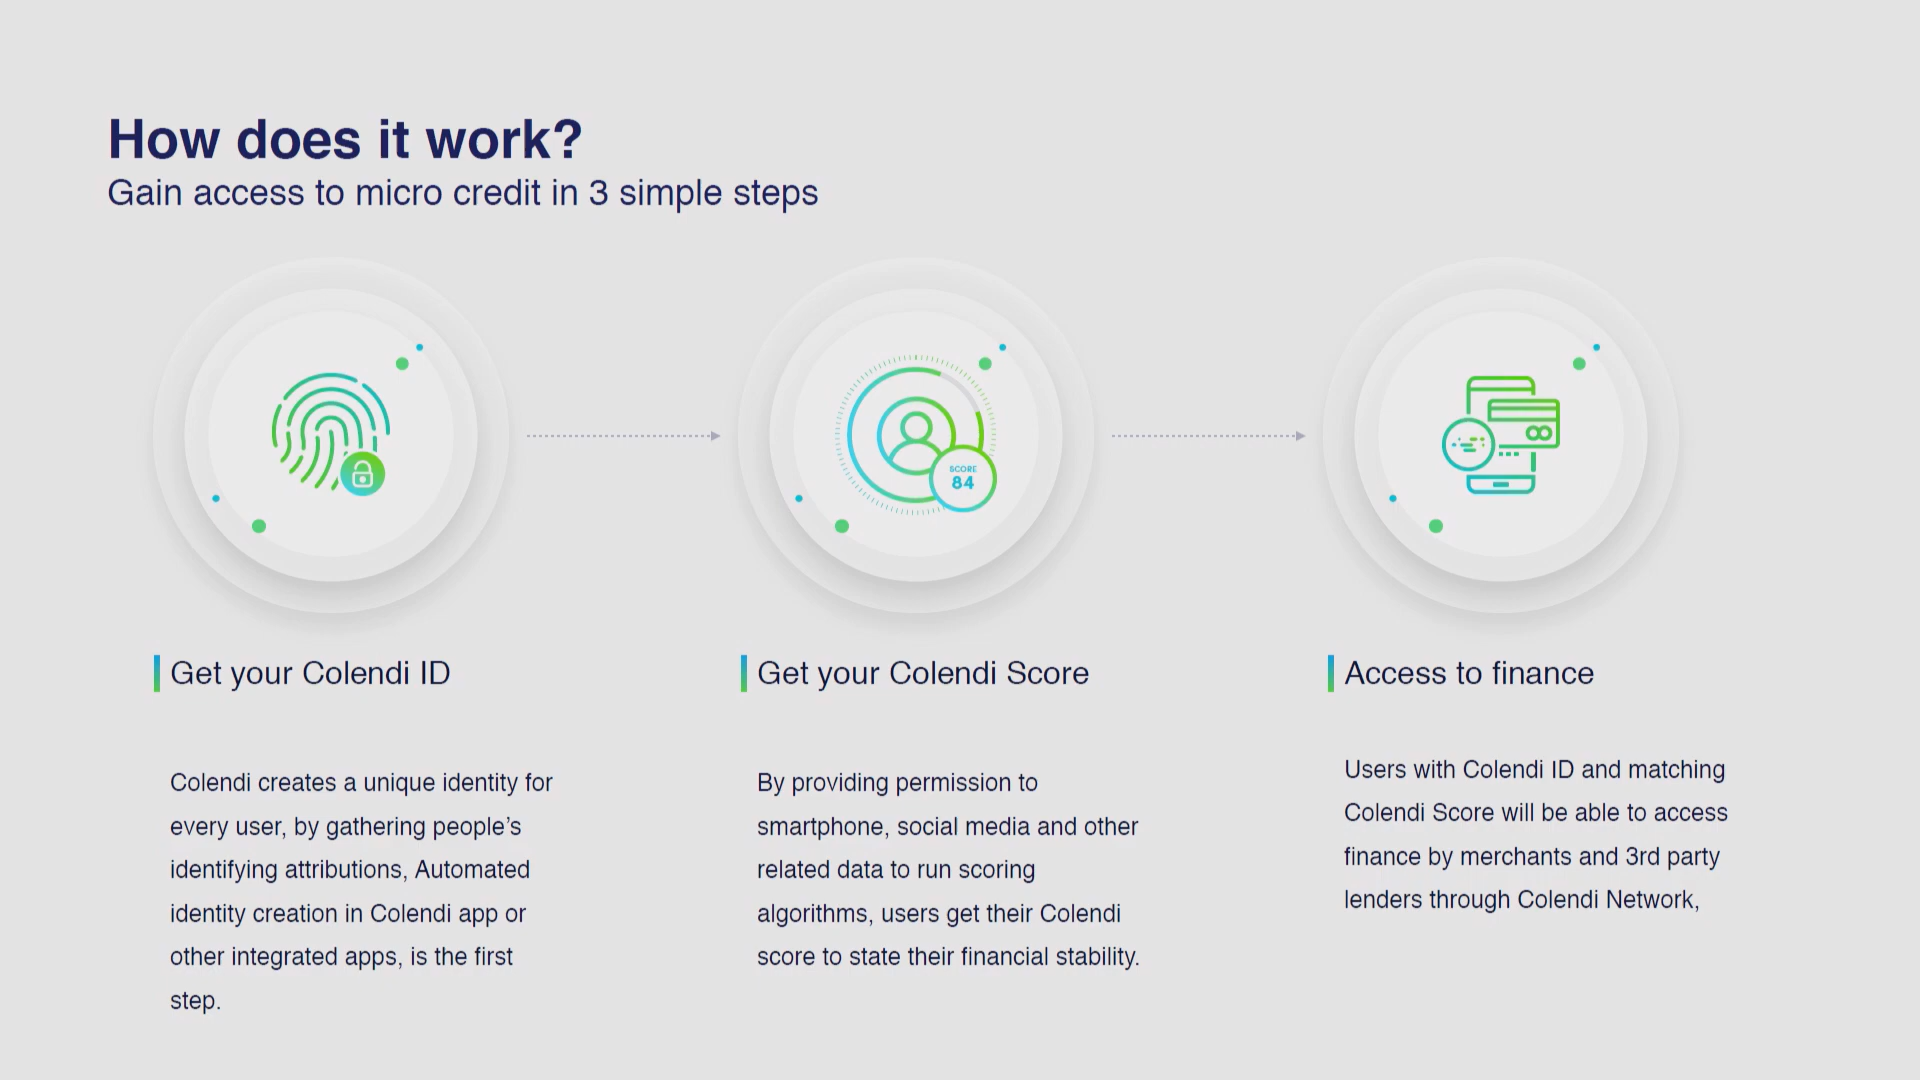 How does it work?
Gain access to micro credit in 3 simple steps
SCORE
84
Get your Colendi ID
Colendi creates a unique identity for
every user, by gathering people’s
identifying attributions, Automated
identity creation in Colendi app or
other integrated apps, is the first
step.
Get your Colendi Score
By providing permission to
smartphone, social media and other
related data to run scoring
algorithms, users get their Colendi
score to state their financial stability.
Access to finance
Users with Colendi ID and matching
Colendi Score will be able to access
finance by merchants and 3rd party
lenders through Colendi Network,